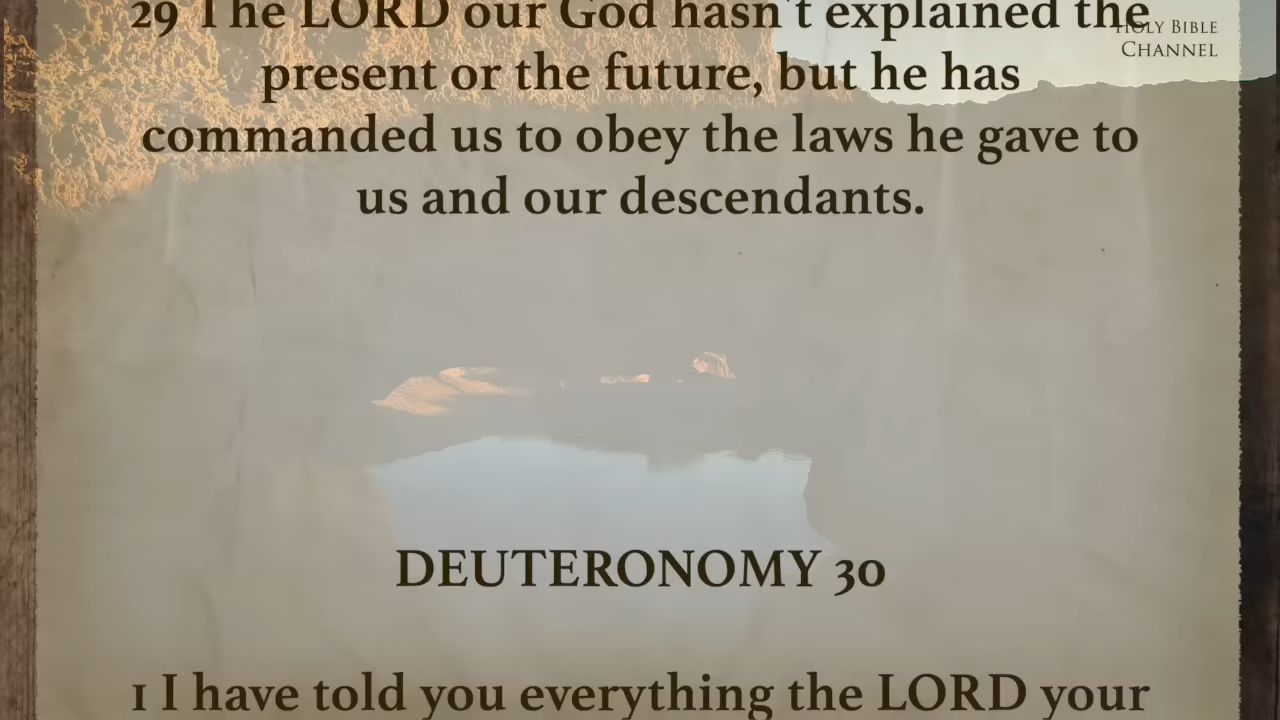 29 The LORD our God hasn't explained the
present or the future, but he has
commanded us to obey the laws he gave to
us and our descendants.
HOLY BIBLE
CHANNEL
DEUTERONOMY 30
1 I have told you everything the LORD your